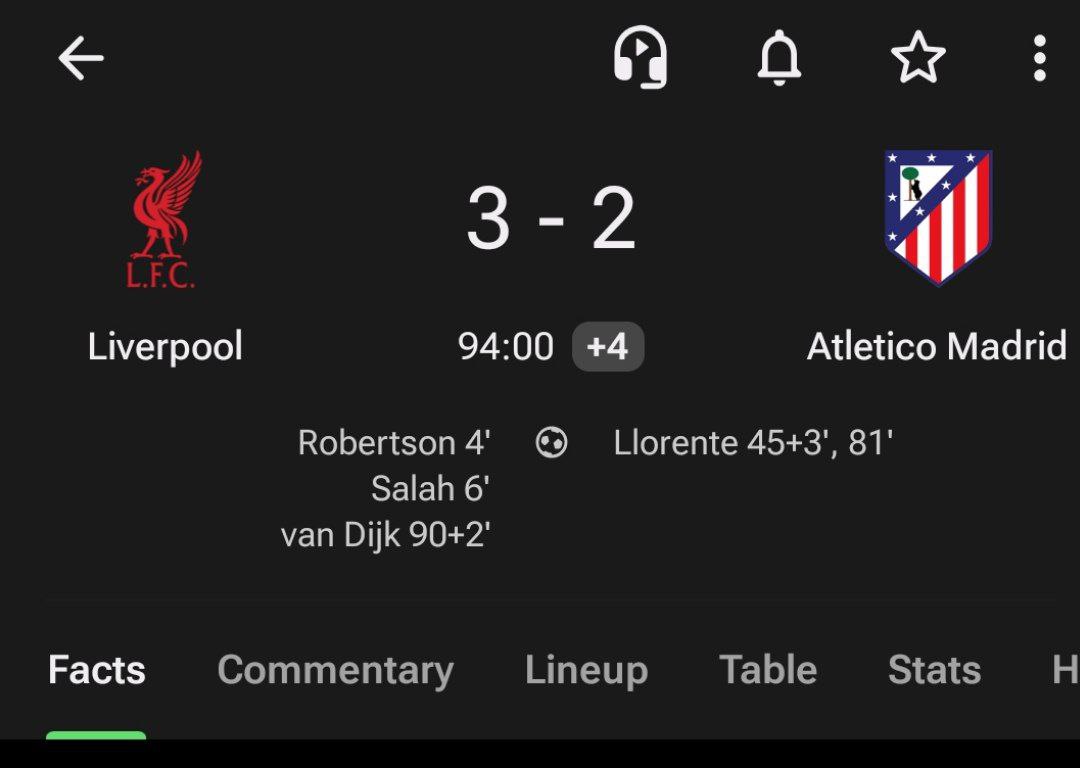 L.F.C.
3 - 2
Liverpool
94:00 +4
Atletico Madrid
Robertson 4'
Salah 6'
van Dijk 90+2'
Llorente 45+3', 81'
Facts Commentary Lineup Table Stats H